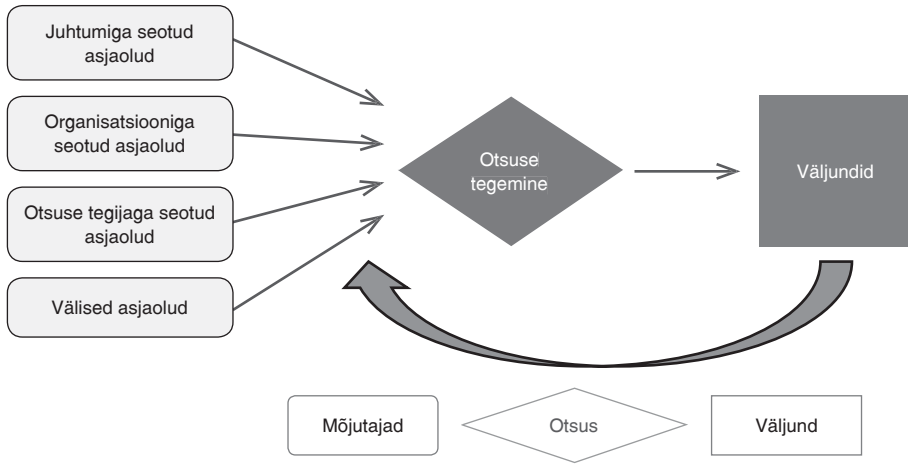 Juhtumiga seotud
asjaolud
Organisatsiooniga
seotud asjaolud
Otsuse tegijaga seotud
asjaolud
Välised asjaolud
Otsuse
tegemine
Väljundid
Mõjutajad
Otsus
Väljund